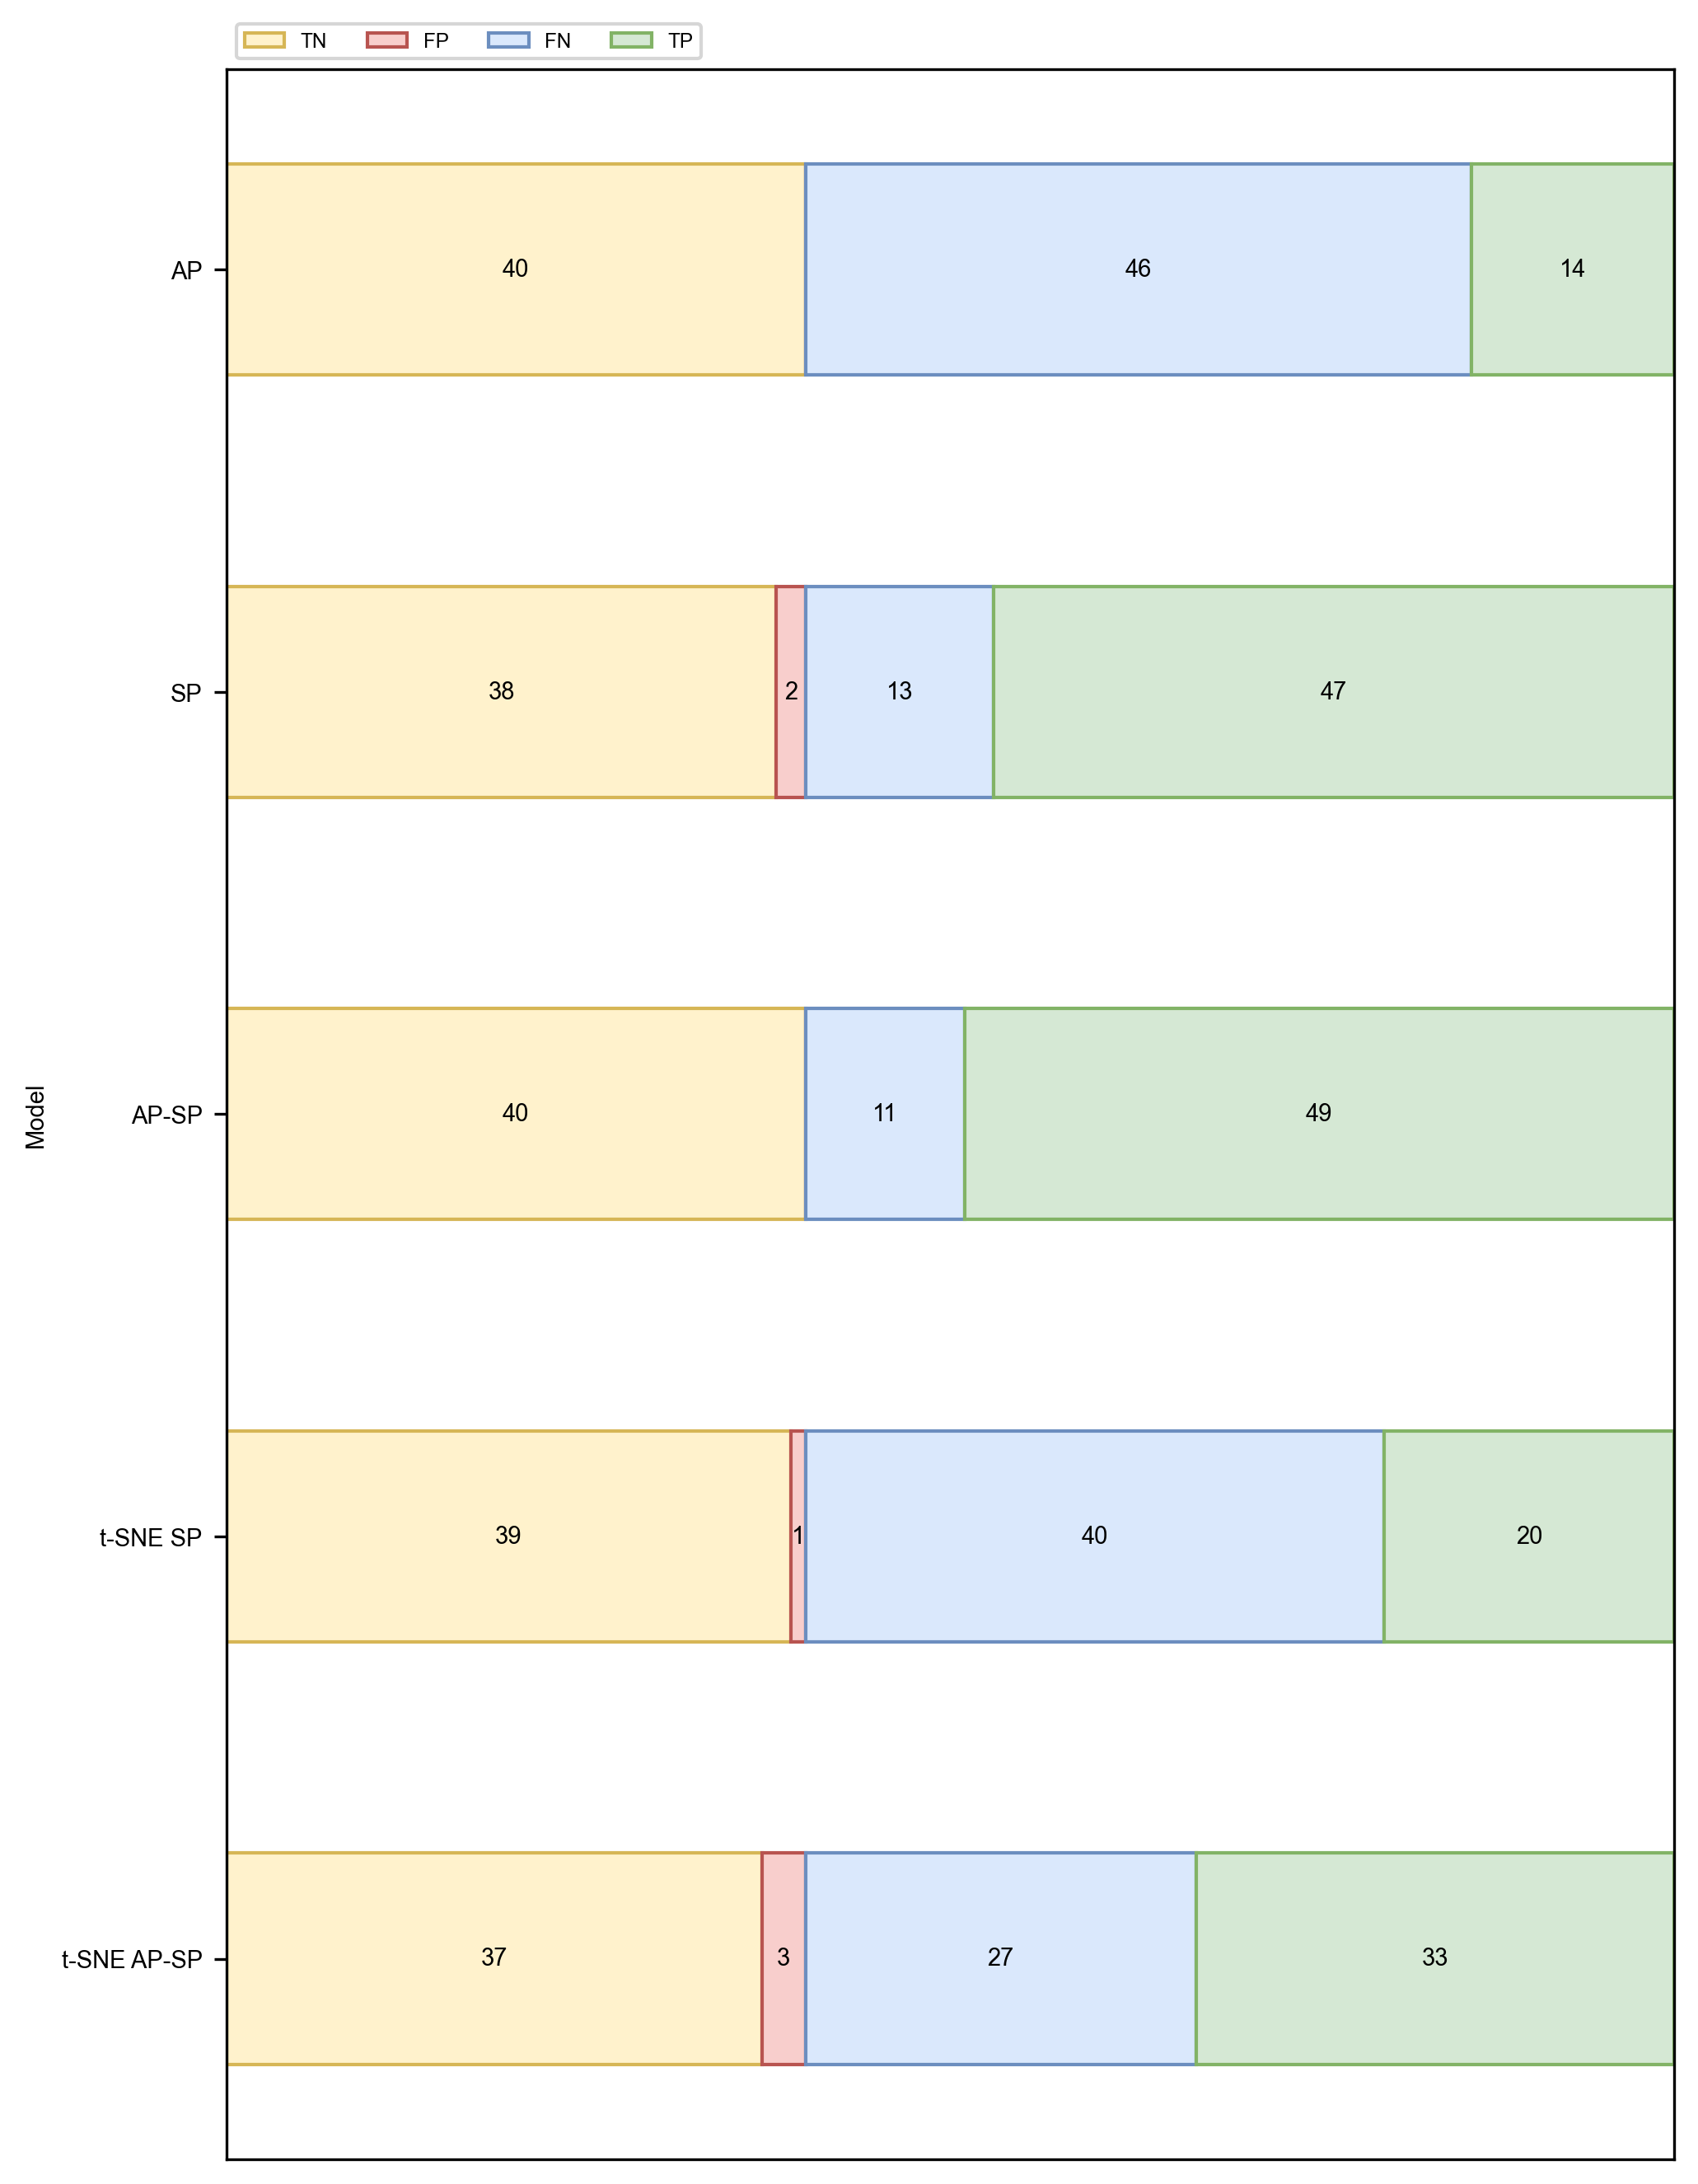 TN FP FN TP
AP 40 46 14
SP 38 2 13 47
Model
AP-SP 40 11 49
t-SNE SP 39 1 40 20
t-SNE AP-SP 37 3 27 33